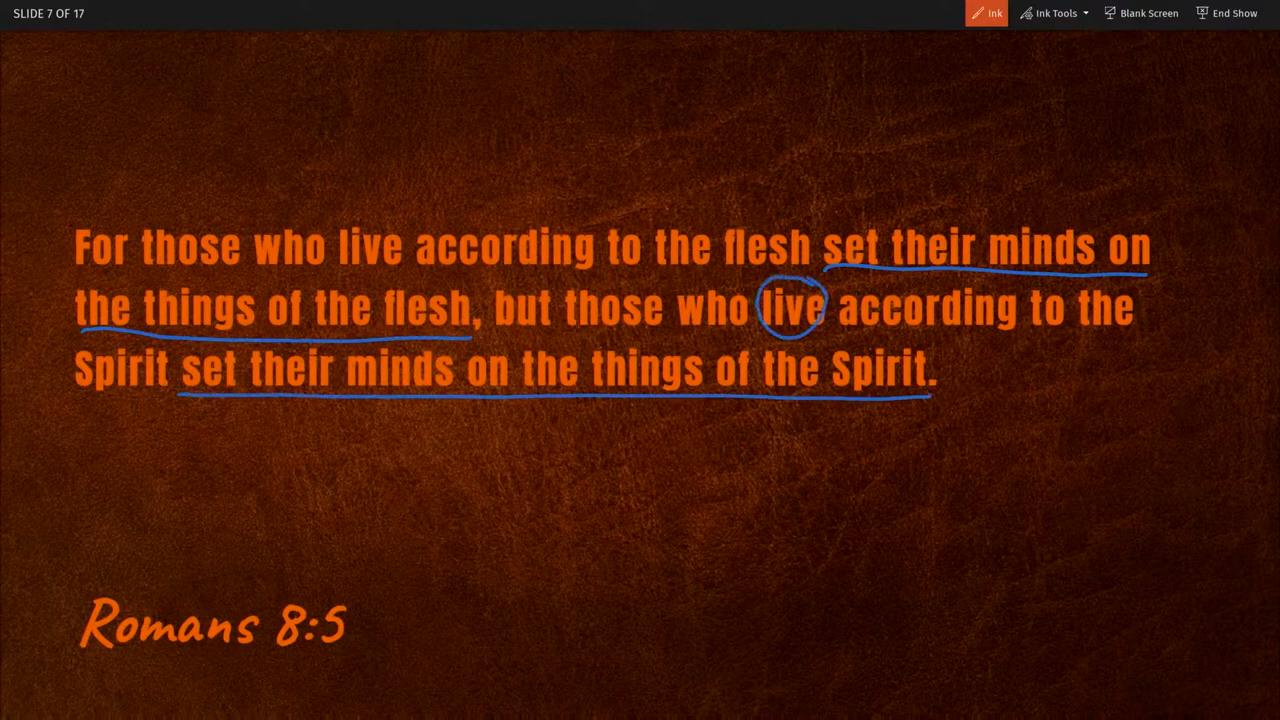 SLIDE 7 OF 17 Ink Ink Tools Blank Screen End Show
For those who live according to the flesh set their minds on
the things of the flesh, but those who live according to the
Spirit set their minds on the things of the Spirit.
Romans 8:5